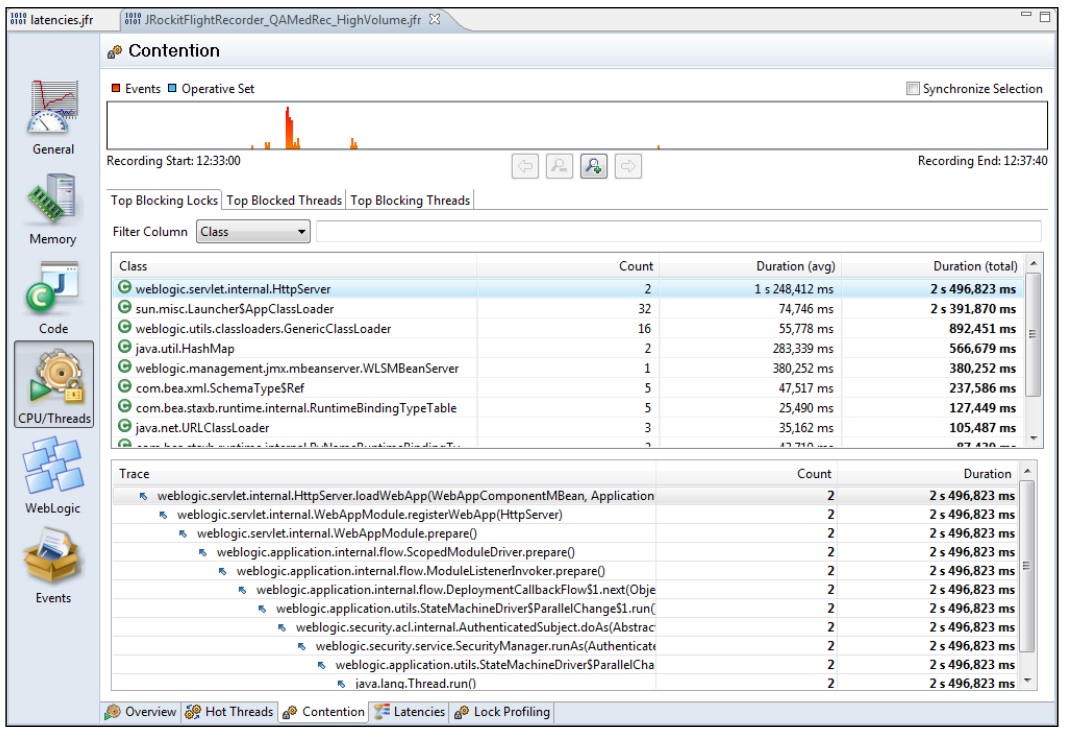 latencies.jfr JRockitFlightRecorder_QAMedRec_HighVolume.jfr
Contention
Events Operative Set Synchronize Selection
Recording Start: 12:33:00 Recording End: 12:37:40
General
Memory
Code
CPU/Threads
WebLogic
Events
Top Blocking Locks Top Blocked Threads Top Blocking Threads
Filter Column Class
Class Count Duration (avg) Duration (total)
weblogic.servlet.internal.HttpServer 2 1 s 248,412 ms 2 s 496,823 ms
sun.misc.Launcher$AppClassLoader 32 74,746 ms 2 s 391,870 ms
weblogic.utils.classloaders.GenericClassLoader 16 55,778 ms 892,451 ms
java.util.HashMap 2 283,339 ms 566,679 ms
weblogic.management.jmx.mbeanserver.WLSMBeanServer 1 380,252 ms 380,252 ms
com.bea.xml.SchemaType$Ref 5 47,517 ms 237,586 ms
com.bea.staxb.runtime.internal.RuntimeBindingTypeTable 5 25,490 ms 127,449 ms
java.net.URLClassLoader 3 35,162 ms 105,487 ms
Trace Count Duration
weblogic.servlet.internal.HttpServer.loadWebApp(WebAppComponentMBean, Application 2 2 s 496,823 ms
weblogic.servlet.internal.WebAppModule.registerWebApp(HttpServer) 2 2 s 496,823 ms
weblogic.servlet.internal.WebAppModule.prepare() 2 2 s 496,823 ms
weblogic.application.internal.flow.ScopedModuleDriver.prepare() 2 2 s 496,823 ms
weblogic.application.internal.flow.ModuleListenerInvoker.prepare() 2 2 s 496,823 ms
weblogic.application.internal.flow.DeploymentCallbackFlow$1.next(Obje 2 2 s 496,823 ms
weblogic.application.utils.StateMachineDriver$ParallelChange$1.run( 2 2 s 496,823 ms
weblogic.security.acl.internal.AuthenticatedSubject.doAs(Abstrac 2 2 s 496,823 ms
weblogic.security.service.SecurityManager.runAs(Authenticate 2 2 s 496,823 ms
weblogic.application.utils.StateMachineDriver$ParallelCha 2 2 s 496,823 ms
java.lang.Thread.run() 2 2 s 496,823 ms
Overview Hot Threads Contention Latencies Lock Profiling